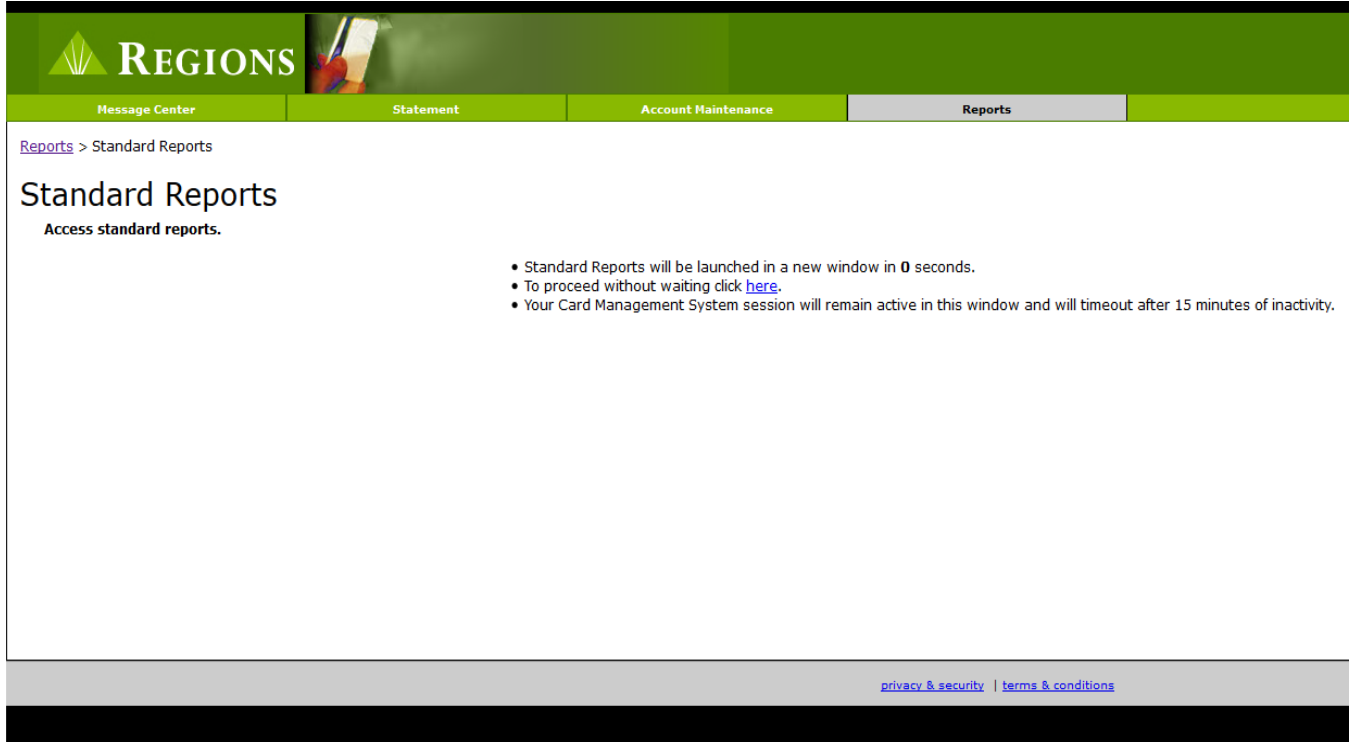 REGIONS
Message Center Statement Account Maintenance Reports
Reports > Standard Reports
Standard Reports
Access standard reports.
• Standard Reports will be launched in a new window in 0 seconds.
• To proceed without waiting click here.
• Your Card Management System session will remain active in this window and will timeout after 15 minutes of inactivity.
privacy & security | terms & conditions